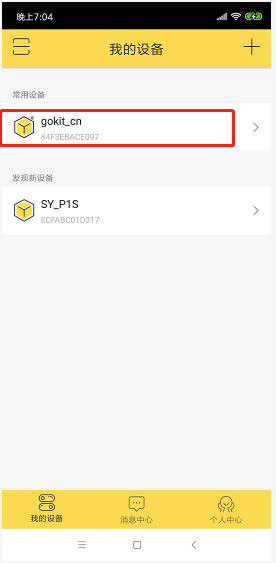 晚上7:04
我的设备
常用设备
gokit_cn
84F3EBACE097
发现新设备
SY_P1S
ECFABC01D317
我的设备
消息中心
个人中心